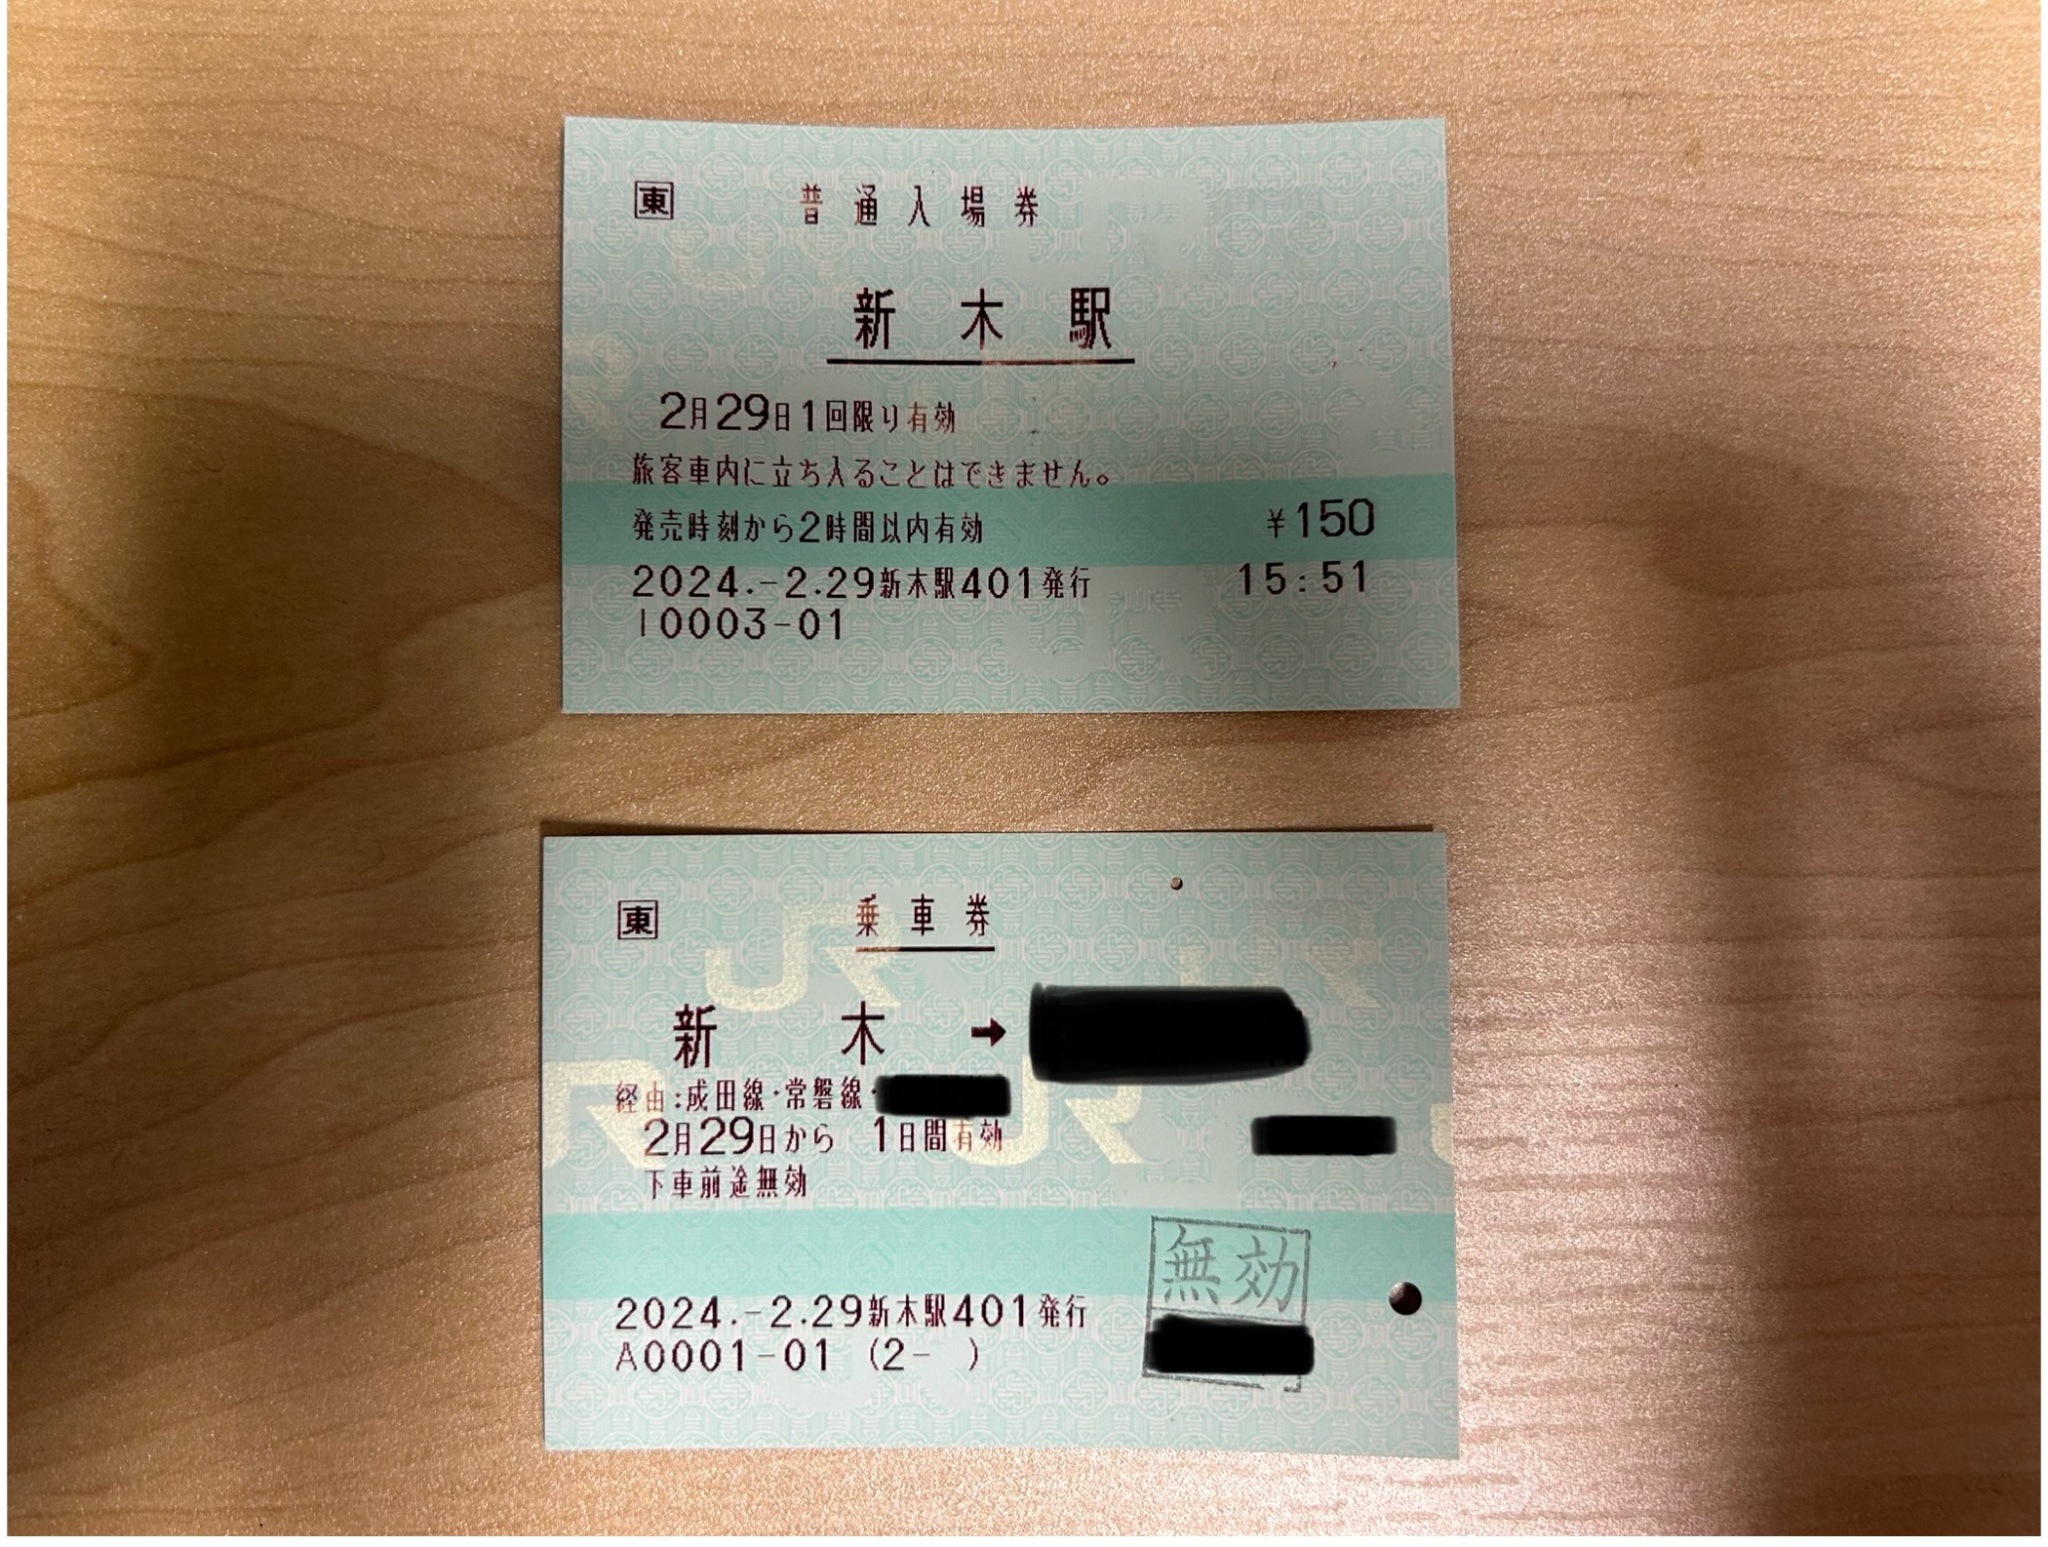 東 普通入場券
新木駅
2月29日1回限り有効
旅客車内に立ち入ることはできません。
発売時刻から2時間以内有効 ¥150
2024.-2.29新木駅401発行 15:51
10003-01
東 乗車券
新木→
経由:成田線・常磐線・
2月29日から 1日間有効
下車前途無効
無効
2024.-2.29新木駅401発行
A0001-01 (2- )